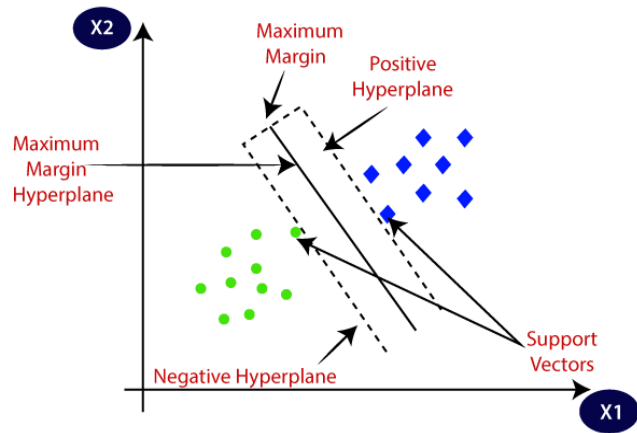 X2
Maximum
Margin
Positive
Hyperplane
Maximum
Margin
Hyperplane
Support
Vectors
Negative Hyperplane
X1